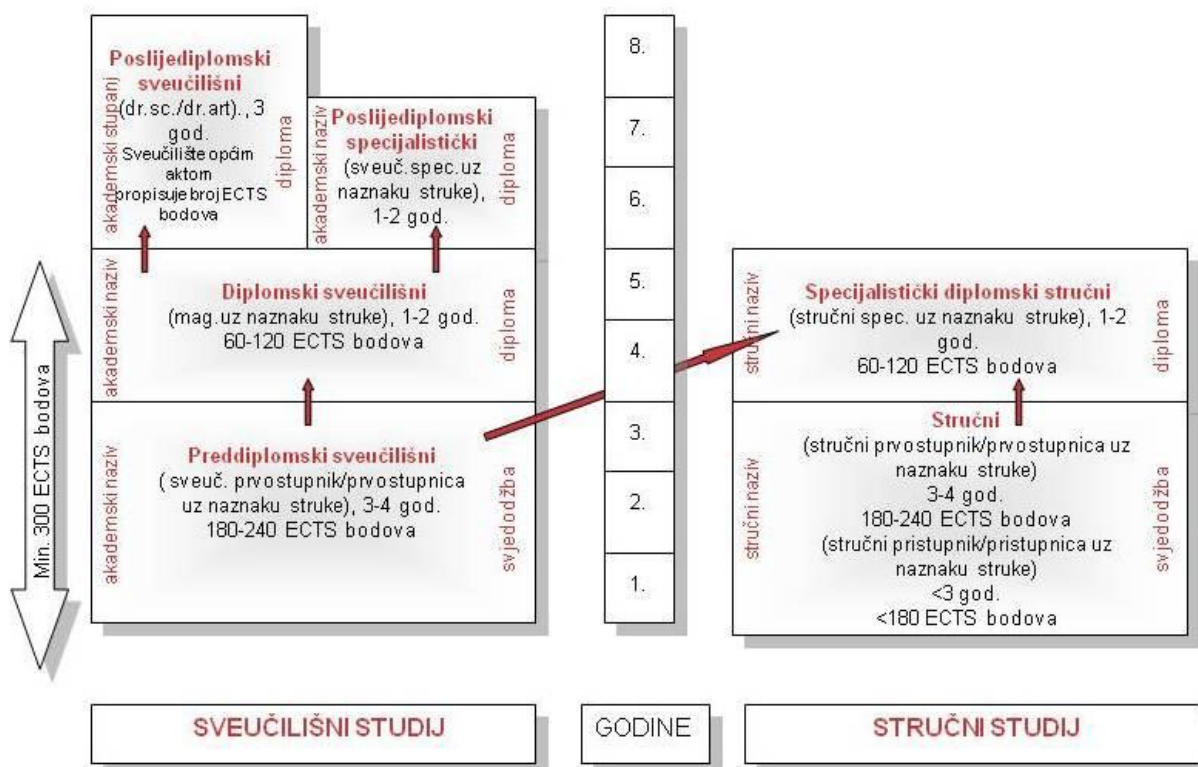 Poslijediplomski
sveučilišni
(dr.sc./dr.art)., 3
god.
Sveučilište općim
aktom
propisuje broj ECTS
bodova
akademski stupanj
diploma
Poslijediplomski
specijalistički
(sveuč.spec.uz
naznaku struke),
1-2 god.
akademski naziv
diploma
Diplomski sveučilišni
(mag.uz naznaku struke), 1-2 god.
60-120 ECTS bodova
akademski naziv
diploma
Preddiplomski sveučilišni
( sveuč. prvostupnik/prvostupnica
uz naznaku struke), 3-4 god.
180-240 ECTS bodova
akademski naziv
svjedodžba
Min. 300 ECTS bodova
8.
7.
6.
5.
4.
3.
2.
1.
Specijalistički diplomski stručni
(stručni spec. uz naznaku struke), 1-2
god.
60-120 ECTS bodova
stručni naziv
diploma
Stručni
(stručni prvostupnik/prvostupnica uz
naznaku struke)
3-4 god.
180-240 ECTS bodova
(stručni pristupnik/pristupnica uz
naznaku struke)
<3 god.
<180 ECTS bodova
stručni naziv
svjedodžba
SVEUČILIŠNI STUDIJ
GODINE
STRUČNI STUDIJ